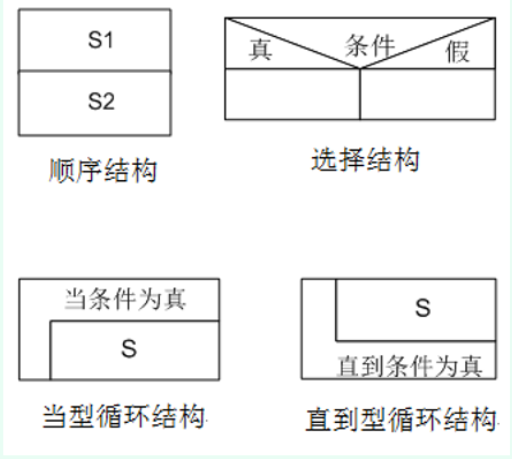 S1
S2
顺序结构
真 条件 假
选择结构
当条件为真
S
当型循环结构
S
直到条件为真
直到型循环结构